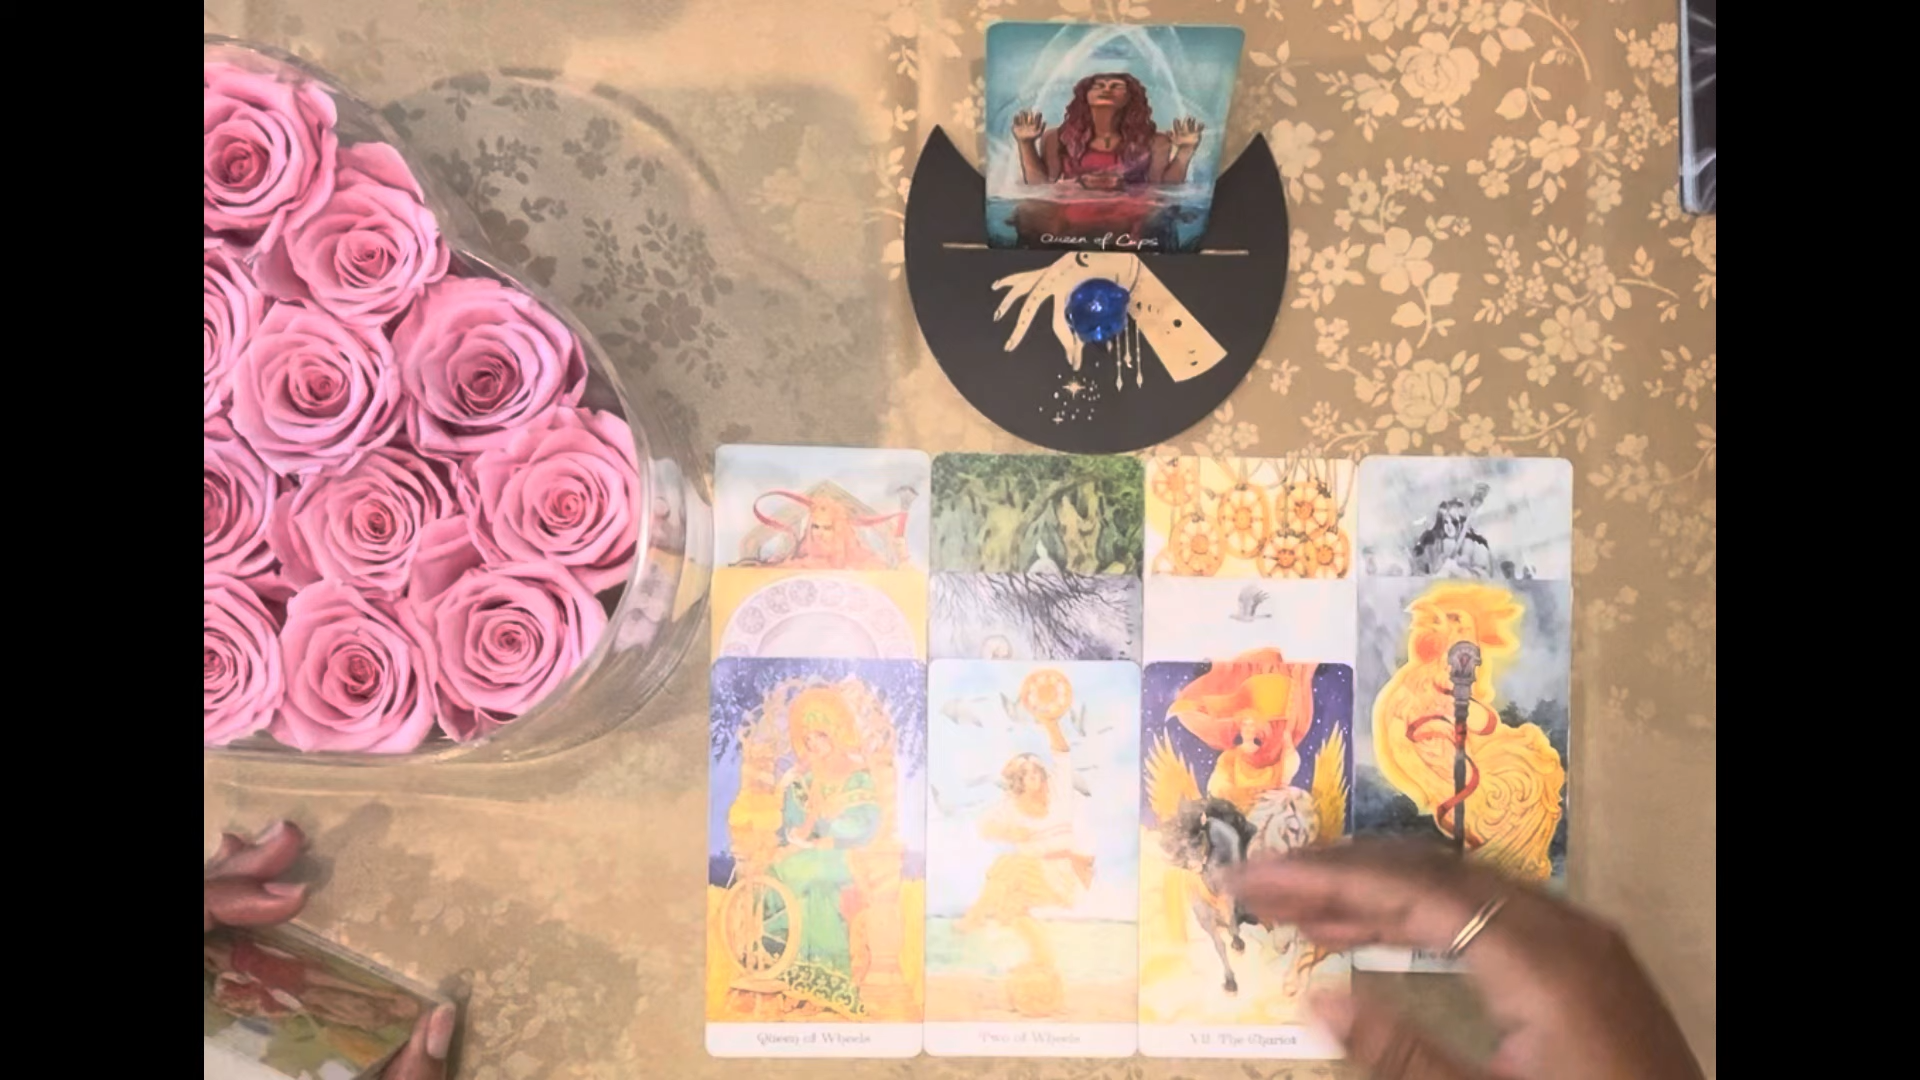 Queen of Cups
Queen of Wheels
Two of Wheels
VII. The Chariot